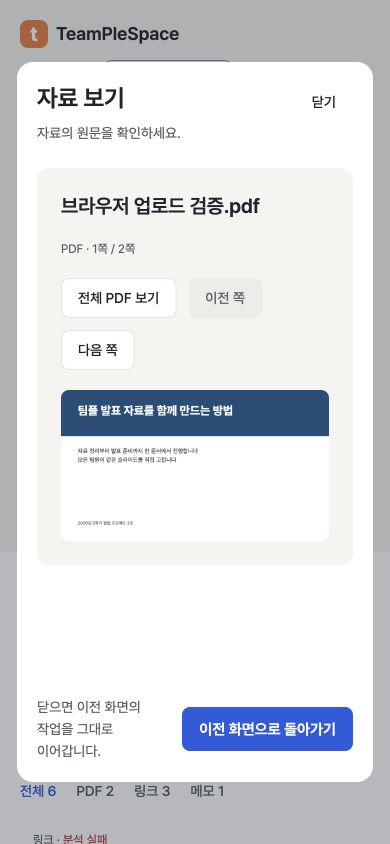 t TeamPleSpace
자료 보기
닫기
자료의 원문을 확인하세요.
브라우저 업로드 검증.pdf
PDF · 1쪽 / 2쪽
전체 PDF 보기
이전 쪽
다음 쪽
팀플 발표 자료를 함께 만드는 방법
자료 정리부터 발표 준비까지 한 문서에서 진행합니다
모든 팀원이 같은 슬라이드를 직접 고칩니다
닫으면 이전 화면의
작업을 그대로
이어갑니다.
이전 화면으로 돌아가기
전체 6 PDF 2 링크 3 메모 1
링크 · 분석 실패